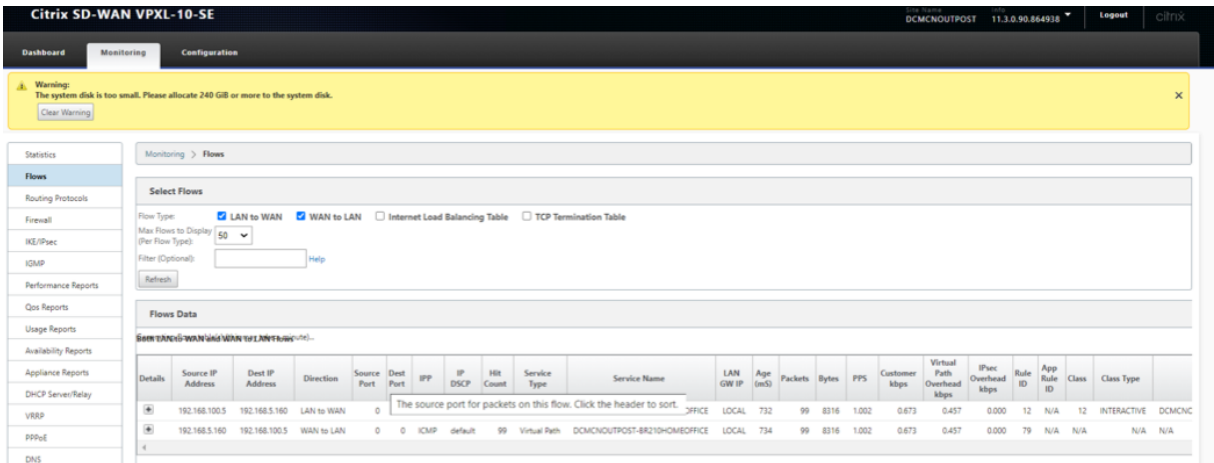 Citrix SD-WAN VPXL-10-SE
Site Name
DCMCNOUTPOST
Info
11.3.0.90.864938
Logout
citrix
Dashboard
Monitoring
Configuration
Warning:
The system disk is too small. Please allocate 240 GiB or more to the system disk.
Clear Warning
Statistics
Flows
Routing Protocols
Firewall
IKE/IPsec
IGMP
Performance Reports
Qos Reports
Usage Reports
Availability Reports
Appliance Reports
DHCP Server/Relay
VRRP
PPPoE
DNS
Monitoring > Flows
Select Flows
Flow Type: LAN to WAN WAN to LAN Internet Load Balancing Table TCP Termination Table
Max Flows to Display
(Per Flow Type): 50
Filter (Optional): Help
Refresh
Flows Data
Both LAN to WAN and WAN to LAN Flows
Details Source IP Address Dest IP Address Direction Source Port Dest Port IPP IP DSCP Hit Count Service Type Service Name LAN GW IP Age (mS) Packets Bytes PPS Customer kbps Virtual Path Overhead kbps IPsec Overhead kbps Rule ID App Rule ID Class Class Type
192.168.100.5 192.168.5.160 LAN to WAN 0 OFFICE LOCAL 732 99 8316 1.002 0.673 0.457 0.000 12 N/A 12 INTERACTIVE DCMCNC
The source port for packets on this flow. Click the header to sort.
192.168.5.160 192.168.100.5 WAN to LAN 0 0 ICMP default 99 Virtual Path DCMCNOUTPOST-BR210HOMEOFFICE LOCAL 734 99 8316 1.002 0.673 0.457 0.000 79 N/A N/A N/A N/A